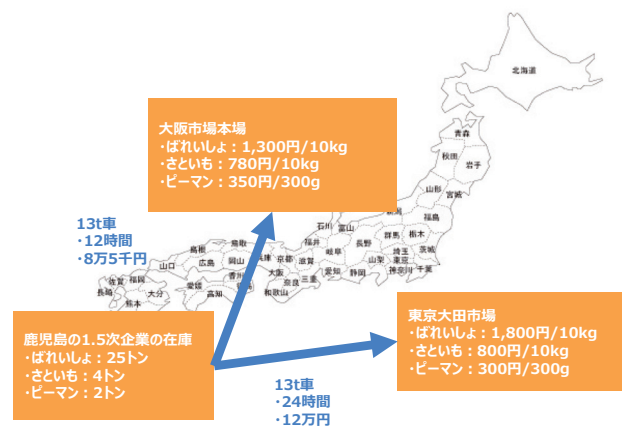 北海道
青森
秋田
岩手
山形
宮城
福島
石川
富山
福井
岐阜
長野
群馬
栃木
埼玉
茨城
東京
山梨
神奈川
千葉
静岡
愛知
滋賀
京都
三重
奈良
和歌山
大阪
鳥取
島根
岡山
広島
山口
香川
愛媛
高知
福岡
佐賀
長崎
大分
熊本
大阪市場本場
・ばれいしょ：1,300円/10kg
・さといも：780円/10kg
・ピーマン：350円/300g
13t車
・12時間
・8万5千円
鹿児島の1.5次企業の在庫
・ばれいしょ：25トン
・さといも：4トン
・ピーマン：2トン
東京大田市場
・ばれいしょ：1,800円/10kg
・さといも：800円/10kg
・ピーマン：300円/300g
13t車
・24時間
・12万円